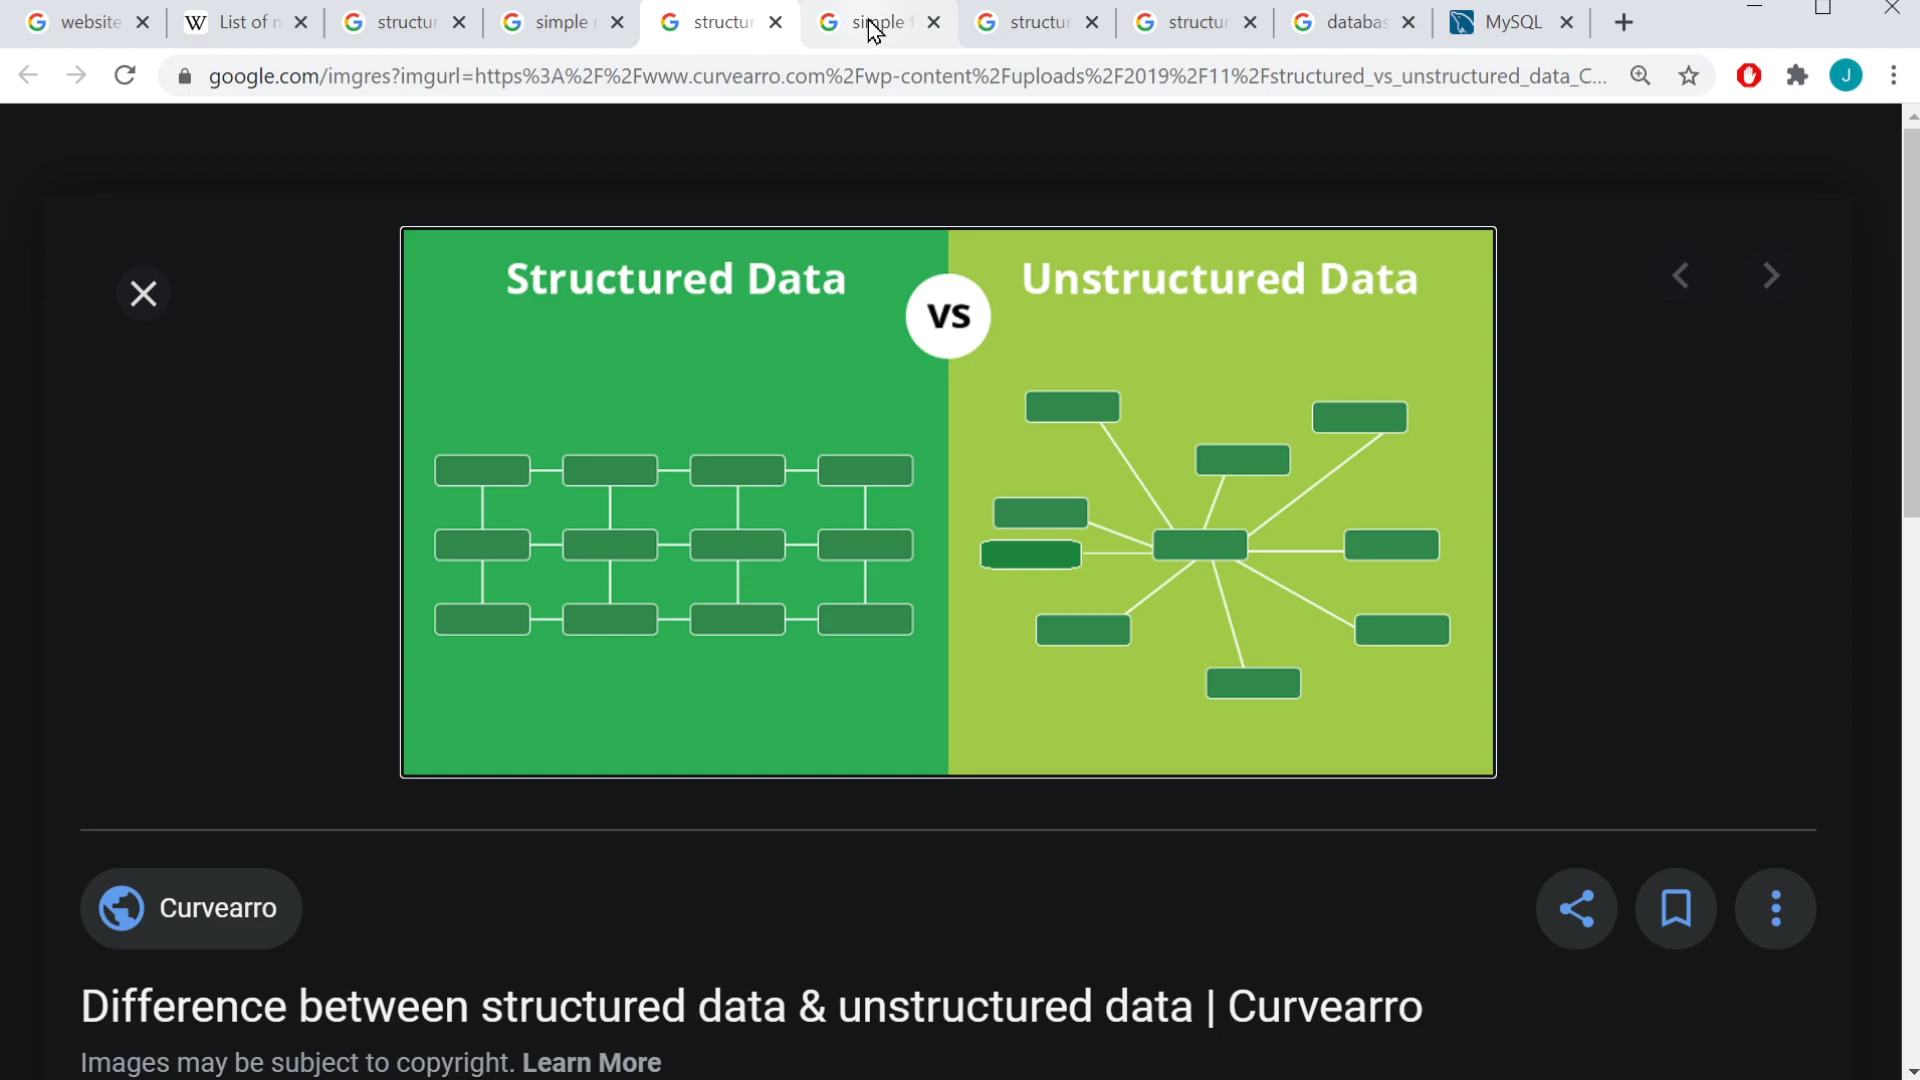 website
List of n
structur
simple
structur
simple f
structur
structur
databas
MySQL
google.com/imgres?imgurl=https%3A%2F%2Fwww.curvearro.com%2Fwp-content%2Fuploads%2F2019%2F11%2Fstructured_vs_unstructured_data_C...
J
Structured Data
VS
Unstructured Data
Curvearro
Difference between structured data & unstructured data | Curvearro
Images may be subject to copyright. Learn More